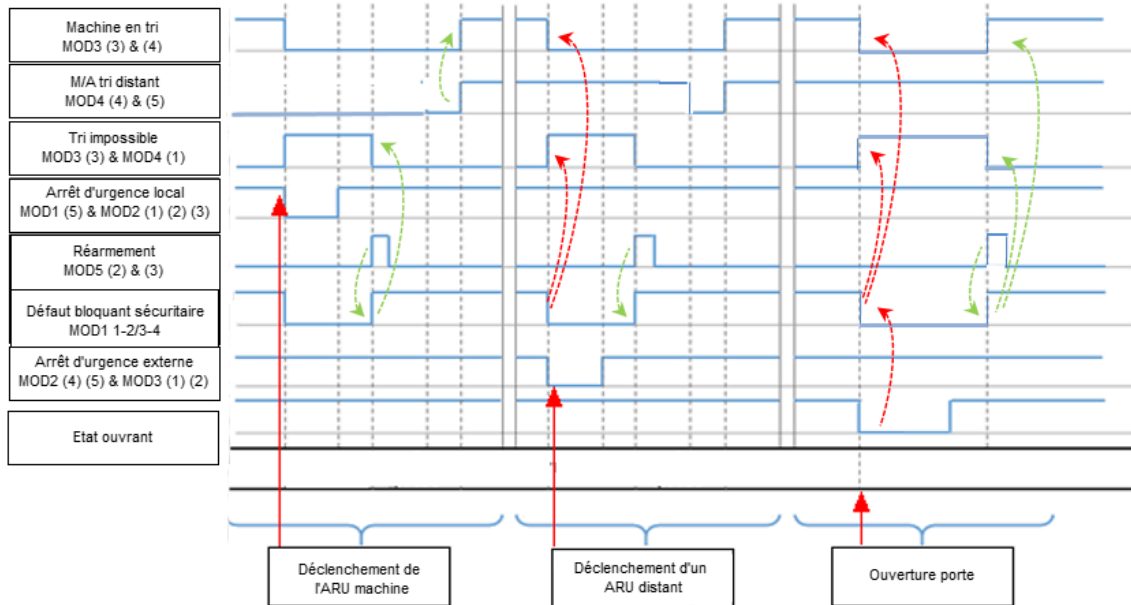 Machine en tri
MOD3 (3) & (4)
M/A tri distant
MOD4 (4) & (5)
Tri impossible
MOD3 (3) & MOD4 (1)
Arrêt d'urgence local
MOD1 (5) & MOD2 (1) (2) (3)
Réarmement
MOD5 (2) & (3)
Défaut bloquant sécuritaire
MOD1 1-2/3-4
Arrêt d'urgence externe
MOD2 (4) (5) & MOD3 (1) (2)
Etat ouvrant
Déclenchement de
l'ARU machine
Déclenchement d'un
ARU distant
Ouverture porte